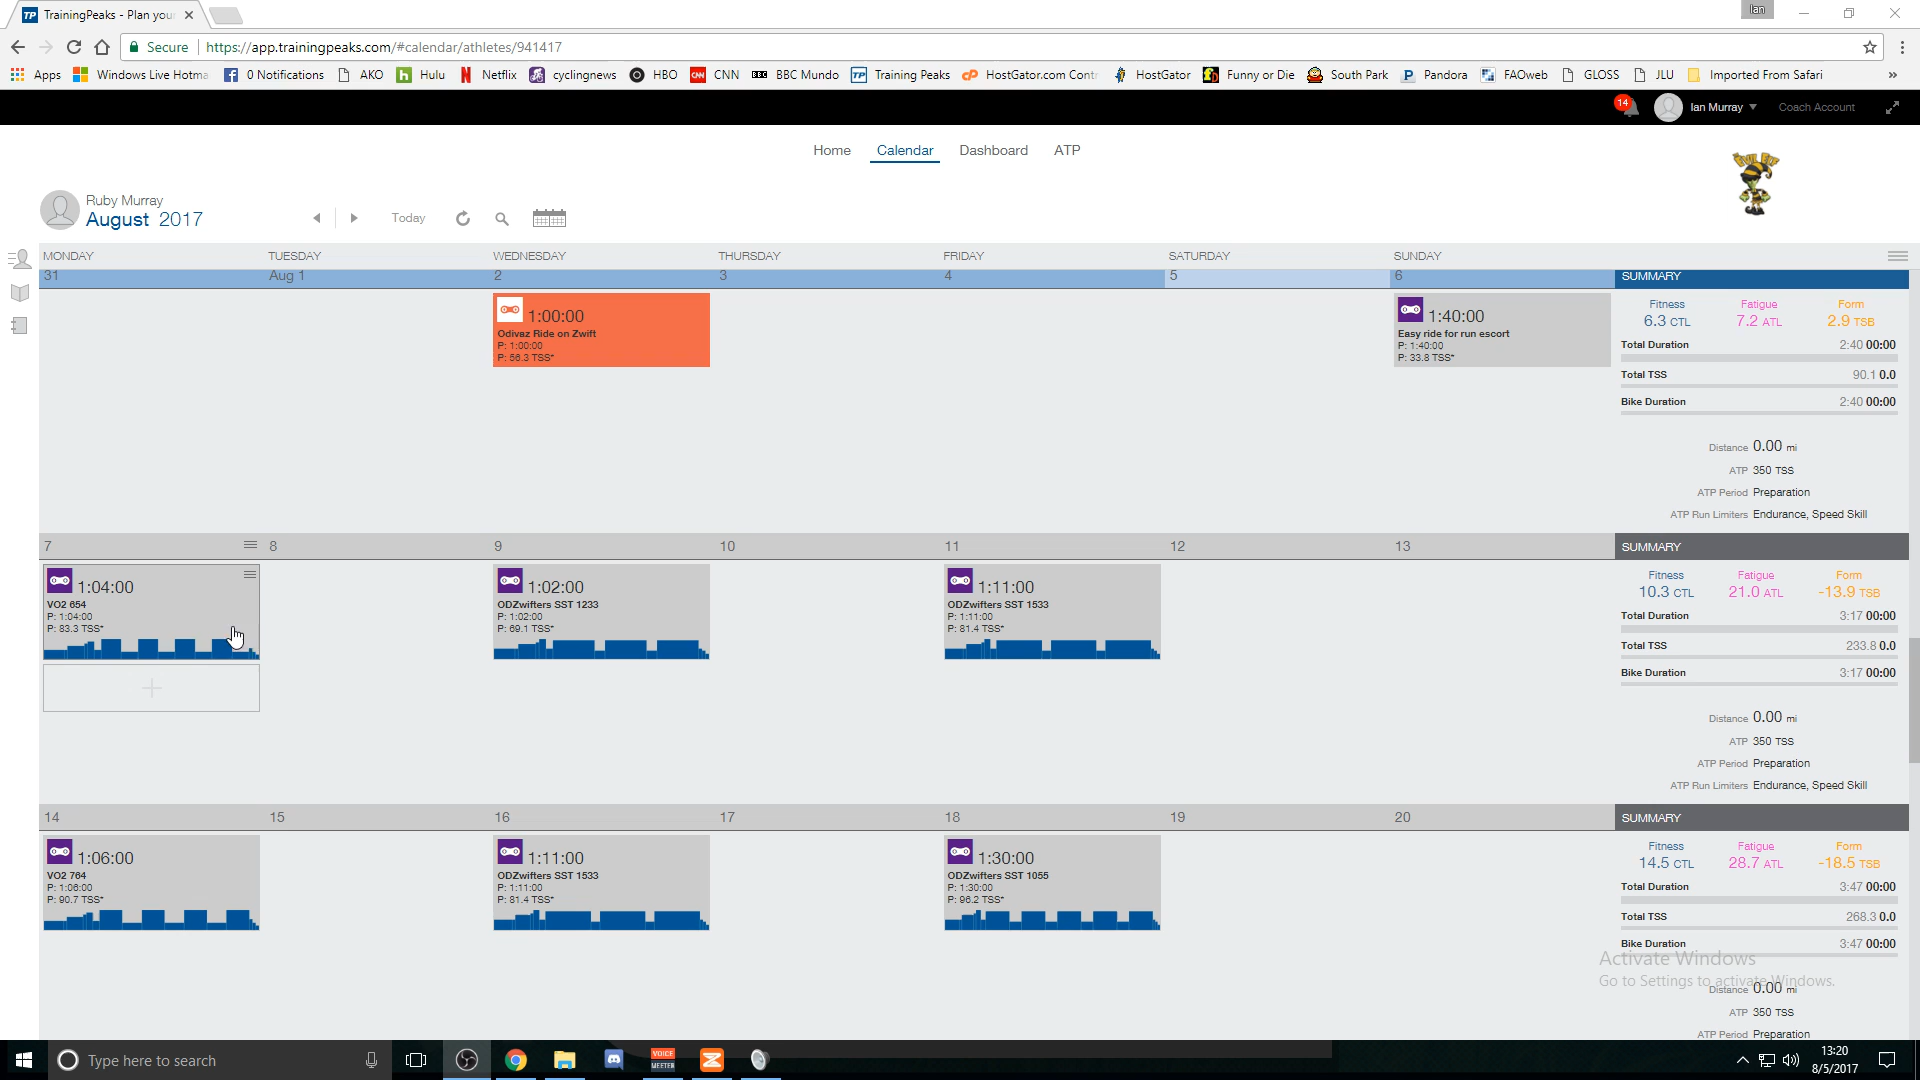 TrainingPeaks - Plan your
Ian
Secure https://app.trainingpeaks.com/#calendar/athletes/941417
Apps Windows Live Hotma 0 Notifications AKO Hulu Netflix cyclingnews HBO CNN BBC Mundo Training Peaks HostGator.com Contr HostGator Funny or Die South Park Pandora FAOweb GLOSS JLU Imported From Safari
14 Ian Murray Coach Account
Home Calendar Dashboard ATP
Ruby Murray
August 2017 Today
MONDAY TUESDAY WEDNESDAY THURSDAY FRIDAY SATURDAY SUNDAY
31 Aug 1 2 3 4 5 6 SUMMARY
1:00:00
Odivaz Ride on Zwift
P: 1:00:00
P: 56.3 TSS*
1:40:00
Easy ride for run escort
P: 1:40:00
P: 33.8 TSS*
Fitness Fatigue Form
6.3 CTL 7.2 ATL 2.9 TSB
Total Duration 2:40 00:00
Total TSS 90.1 0.0
Bike Duration 2:40 00:00
Distance 0.00 mi
ATP 350 TSS
ATP Period Preparation
ATP Run Limiters Endurance, Speed Skill
7 8 9 10 11 12 13 SUMMARY
1:04:00
VO2 654
P: 1:04:00
P: 83.3 TSS*
1:02:00
ODZwifters SST 1233
P: 1:02:00
P: 69.1 TSS*
1:11:00
ODZwifters SST 1533
P: 1:11:00
P: 81.4 TSS*
Fitness Fatigue Form
10.3 CTL 21.0 ATL -13.9 TSB
Total Duration 3:17 00:00
Total TSS 233.8 0.0
Bike Duration 3:17 00:00
Distance 0.00 mi
ATP 350 TSS
ATP Period Preparation
ATP Run Limiters Endurance, Speed Skill
14 15 16 17 18 19 20 SUMMARY
1:06:00
VO2 764
P: 1:06:00
P: 90.7 TSS*
1:11:00
ODZwifters SST 1533
P: 1:11:00
P: 81.4 TSS*
1:30:00
ODZwifters SST 1055
P: 1:30:00
P: 96.2 TSS*
Fitness Fatigue Form
14.5 CTL 28.7 ATL -18.5 TSB
Total Duration 3:47 00:00
Total TSS 268.3 0.0
Bike Duration 3:47 00:00
Activate Windows
Go to Settings to activate Windows.
Distance 0.00 mi
ATP 350 TSS
ATP Period Preparation
Type here to search
VOICE
MEETER
13:20
8/5/2017